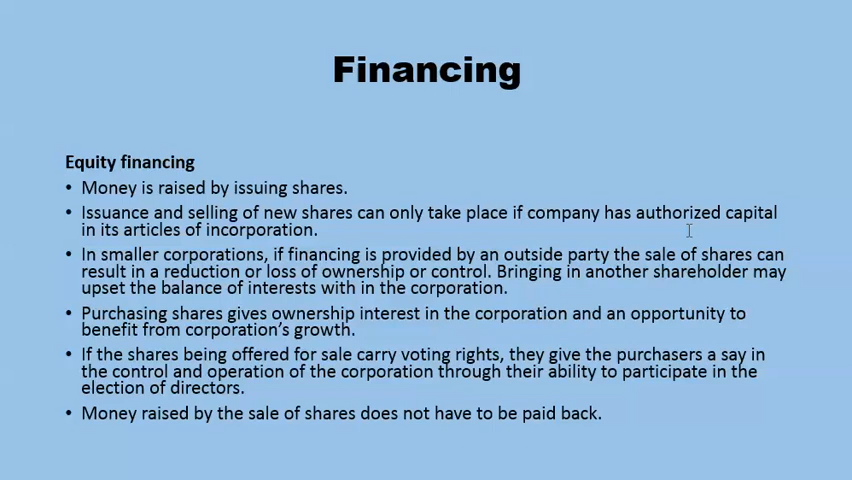 Financing
Equity financing
• Money is raised by issuing shares.
• Issuance and selling of new shares can only take place if company has authorized capital
in its articles of incorporation.
• In smaller corporations, if financing is provided by an outside party the sale of shares can
result in a reduction or loss of ownership or control. Bringing in another shareholder may
upset the balance of interests with in the corporation.
• Purchasing shares gives ownership interest in the corporation and an opportunity to
benefit from corporation's growth.
• If the shares being offered for sale carry voting rights, they give the purchasers a say in
the control and operation of the corporation through their ability to participate in the
election of directors.
• Money raised by the sale of shares does not have to be paid back.